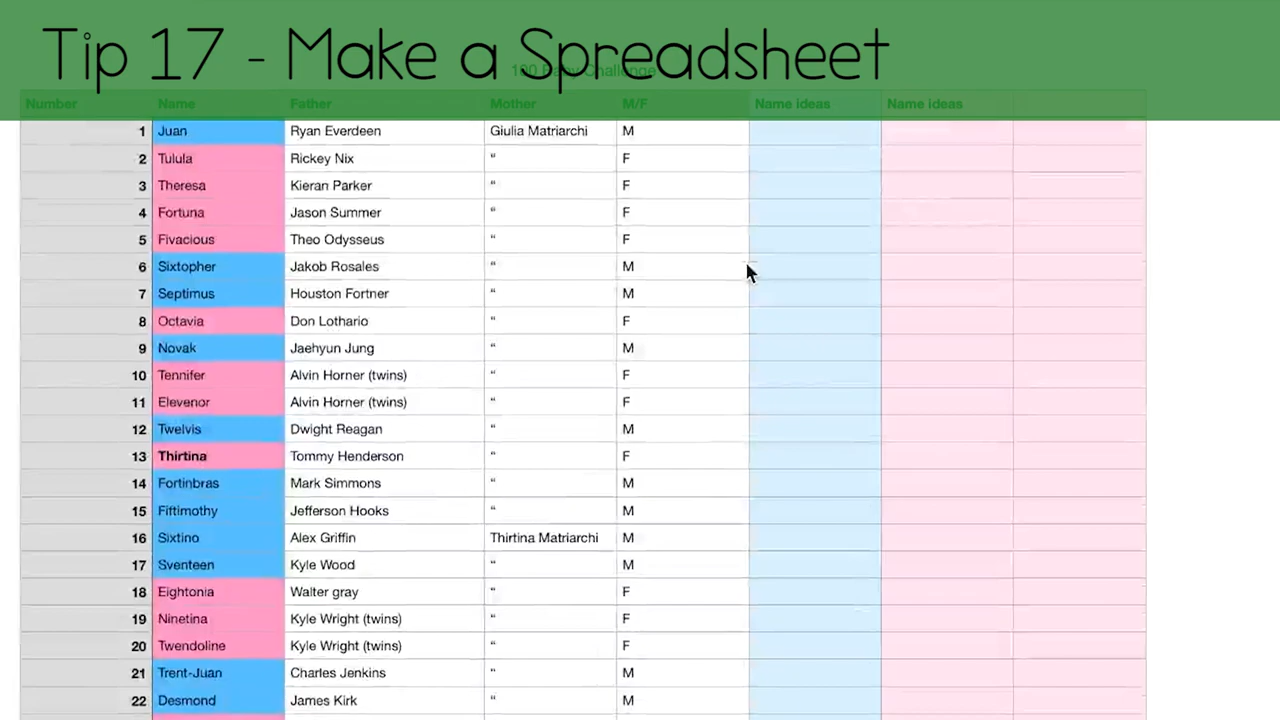 Tip 17 - Make a Spreadsheet
100 Baby Challenge
Number Name Father Mother M/F Name ideas Name ideas
1 Juan Ryan Everdeen Giulia Matriarchi M
2 Tulula Rickey Nix " F
3 Theresa Kieran Parker " F
4 Fortuna Jason Summer " F
5 Fivacious Theo Odysseus " F
6 Sixtopher Jakob Rosales " M
7 Septimus Houston Fortner " M
8 Octavia Don Lothario " F
9 Novak Jaehyun Jung " M
10 Tennifer Alvin Horner (twins) " F
11 Elevenor Alvin Horner (twins) " F
12 Twelvis Dwight Reagan " M
13 Thirtina Tommy Henderson " F
14 Fortinbras Mark Simmons " M
15 Fiftimothy Jefferson Hooks " M
16 Sixtino Alex Griffin Thirtina Matriarchi M
17 Sventeen Kyle Wood " M
18 Eightonia Walter gray " F
19 Ninetina Kyle Wright (twins) " F
20 Twendoline Kyle Wright (twins) " F
21 Trent-Juan Charles Jenkins " M
22 Desmond James Kirk " M